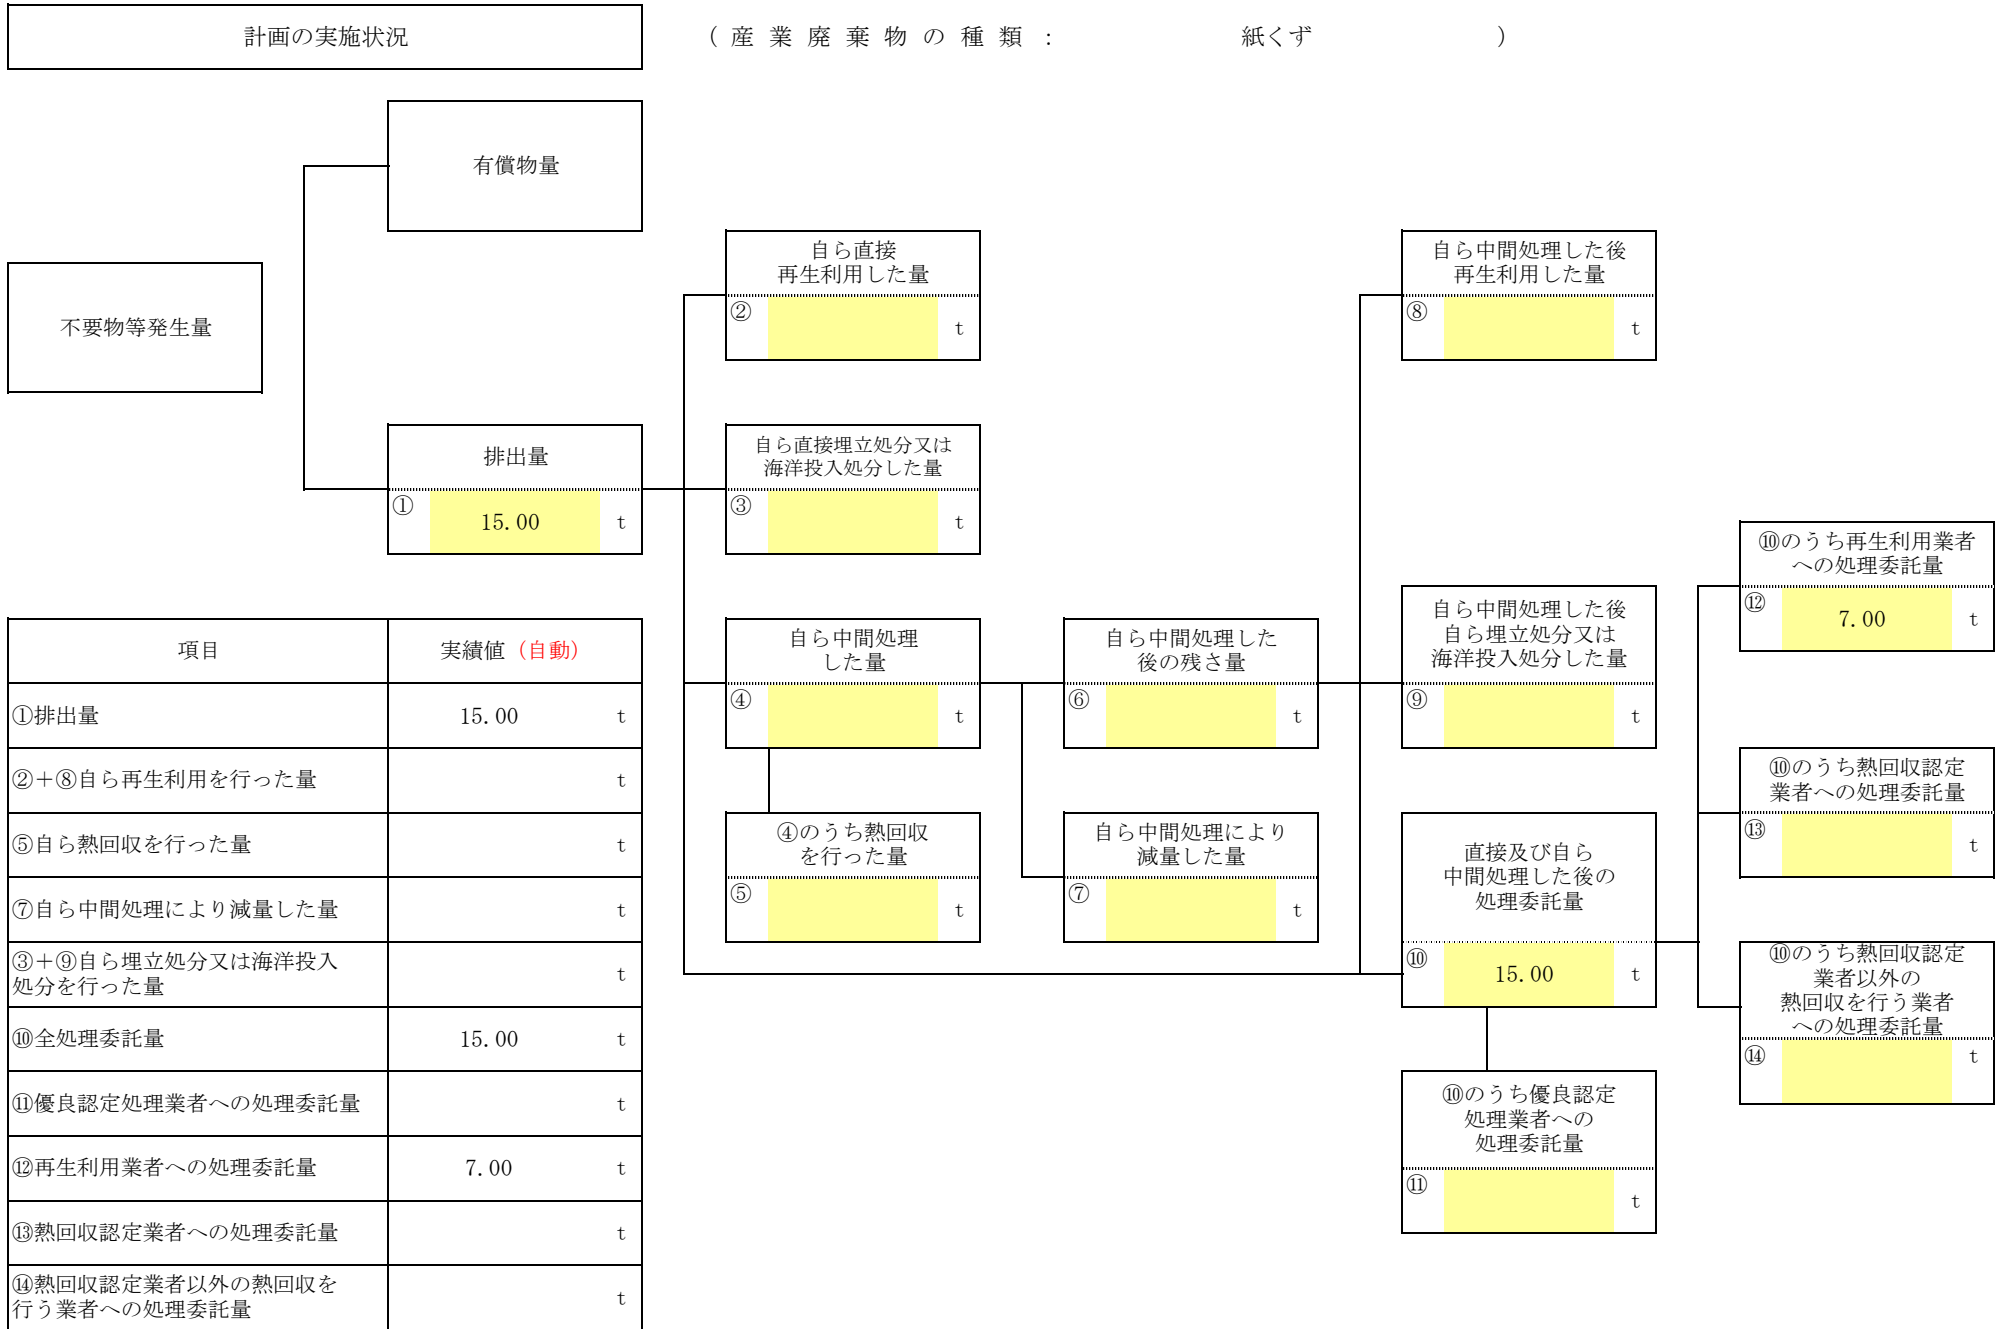 計画の実施状況
（産業廃棄物の種類：　紙くず　）
有償物量
不要物等発生量
排出量
① 15.00 t
自ら直接
再生利用した量
② t
自ら直接埋立処分又は
海洋投入処分した量
③ t
自ら中間処理
した量
④ t
④のうち熱回収
を行った量
⑤ t
自ら中間処理した
後の残さ量
⑥ t
自ら中間処理により
減量した量
⑦ t
自ら中間処理した後
再生利用した量
⑧ t
自ら中間処理した後
自ら埋立処分又は
海洋投入処分した量
⑨ t
直接及び自ら
中間処理した後の
処理委託量
⑩ 15.00 t
⑩のうち優良認定
処理業者への
処理委託量
⑪ t
⑩のうち再生利用業者
への処理委託量
⑫ 7.00 t
⑩のうち熱回収認定
業者への処理委託量
⑬ t
⑩のうち熱回収認定
業者以外の
熱回収を行う業者
への処理委託量
⑭ t
項目 実績値（自動）
①排出量 15.00 t
②＋⑧自ら再生利用を行った量 t
⑤自ら熱回収を行った量 t
⑦自ら中間処理により減量した量 t
③＋⑨自ら埋立処分又は海洋投入
処分を行った量 t
⑩全処理委託量 15.00 t
⑪優良認定処理業者への処理委託量 t
⑫再生利用業者への処理委託量 7.00 t
⑬熱回収認定業者への処理委託量 t
⑭熱回収認定業者以外の熱回収を
行う業者への処理委託量 t